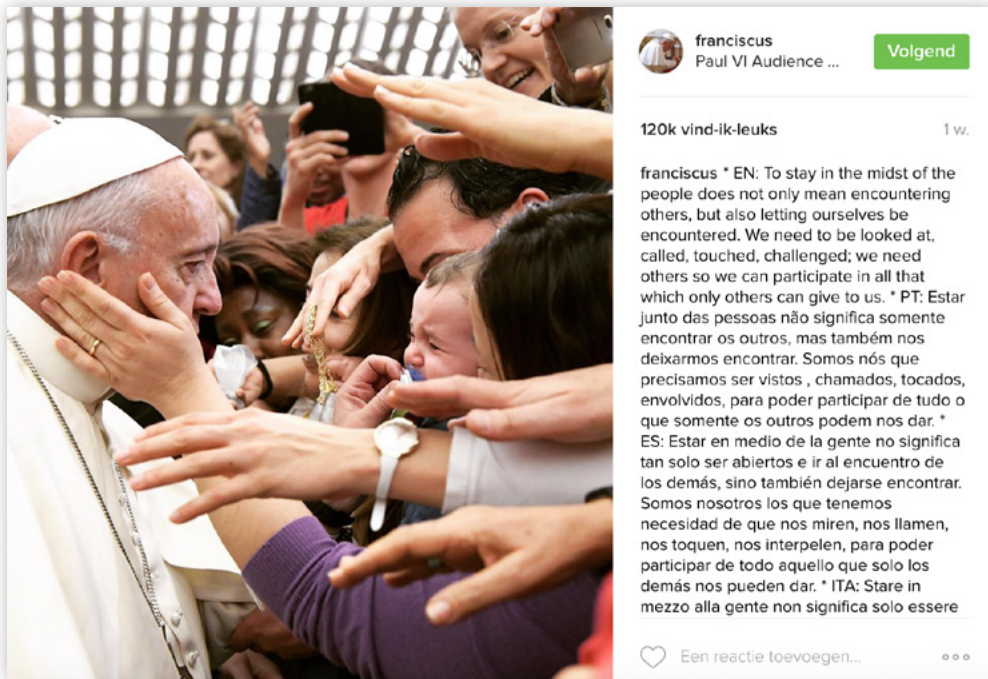 franciscus
Paul VI Audience ...
Volgend
120k vind-ik-leuks
1 w.
franciscus * EN: To stay in the midst of the
people does not only mean encountering
others, but also letting ourselves be
encountered. We need to be looked at,
called, touched, challenged; we need
others so we can participate in all that
which only others can give to us. * PT: Estar
junto das pessoas não significa somente
encontrar os outros, mas também nos
deixarmos encontrar. Somos nós que
precisamos ser vistos , chamados, tocados,
envolvidos, para poder participar de tudo o
que somente os outros podem nos dar. *
ES: Estar en medio de la gente no significa
tan solo ser abiertos e ir al encuentro de
los demás, sino también dejarse encontrar.
Somos nosotros los que tenemos
necesidad de que nos miren, nos llamen,
nos toquen, nos interpelen, para poder
participar de todo aquello que solo los
demás nos pueden dar. * ITA: Stare in
mezzo alla gente non significa solo essere
Een reactie toevoegen...